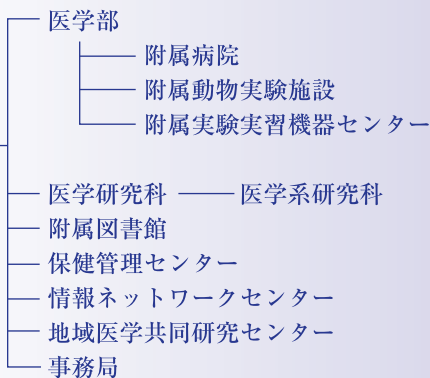 医学部
附属病院
附属動物実験施設
附属実験実習機器センター
医学研究科 医学系研究科
附属図書館
保健管理センター
情報ネットワークセンター
地域医学共同研究センター
事務局